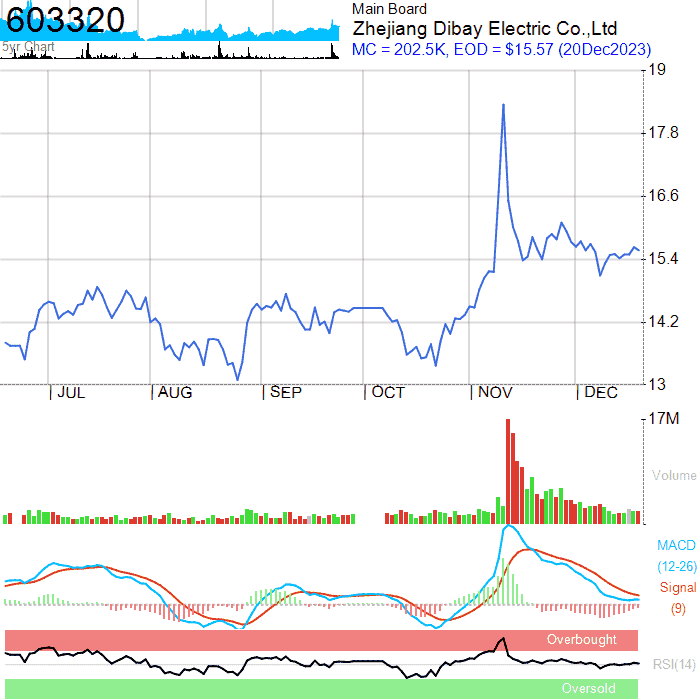 603320
5yr Chart
Main Board
Zhejiang Dibay Electric Co.,Ltd
MC = 202.5K, EOD = $15.57 (20Dec2023)
19
17.8
16.6
15.4
14.2
13
JUL
AUG
SEP
OCT
NOV
DEC
17M
Volume
MACD
(12-26)
Signal
(9)
Overbought
RSI(14)
Oversold